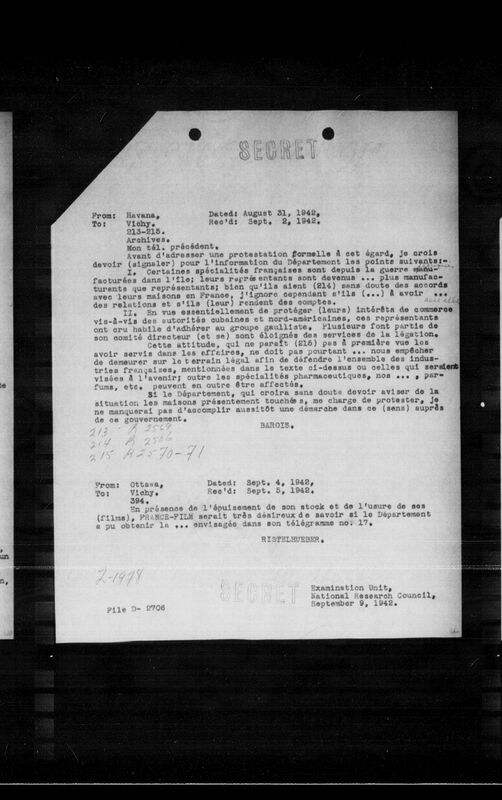 SECRET
From: Havana, Dated: August 31, 1942.
To: Vichy. Rec'd: Sept. 2, 1942.
213-215.
Archives.
Mon tél. précédent.
Avant d'adresser une protestation formelle à cet égard, je crois
devoir (signaler) pour l'information du Département les points suivants:-
I. Certaines spécialités françaises sont depuis la guerre manu-
facturées dans l'île; leurs représentants sont devenus ... plus manufac-
turants que représentants; bien qu'ils aient (214) sans doute des accords
avec leurs maisons en France, j'ignore cependant s'ils (...) à avoir ...
des relations et s'ils (leur) rendent des comptes.
II. En vue essentiellement de protéger (leurs) intérêts de commerce
vis-à-vis des autorités cubaines et nord-américaines, ces représentants
ont cru habile d'adhérer au groupe gaulliste. Plusieurs font partie de
son comité directeur (et se) sont éloignés des services de la légation.
Cette attitude, qui ne paraît (215) pas à première vue les
avoir servis dans les affaires, ne doit pas pourtant ... nous empêcher
de demeurer sur le terrain légal afin de défendre l'ensemble des indus-
tries françaises, mentionnées dans le texte ci-dessus ou celles qui seraient
visées à l'avenir; outre les spécialités pharmaceutiques, nos ... , par-
fums, etc. peuvent en outre être affectés.
Si le Département, qui croira sans doute devoir aviser de la
situation les maisons présentement touchées, me charge de protester, je
ne manquerai pas d'accomplir aussitôt une démarche dans ce (sens) auprès
de ce gouvernement.
BAROIS.
213 - A 2569
214 A 2566
215 A 2570-71
From: Ottawa, Dated: Sept. 4, 1942,
To: Vichy. Rec'd: Sept. 5, 1942.
394.
En présence de l'épuisement de son stock et de l'usure de ses
(films), FRANCE-FILM serait très désireux de savoir si le Département
a pu obtenir la ... envisagée dans son télégramme no. 17.
RISTELHUEBER.
Z-1979
SECRET
Examination Unit,
National Research Council,
September 9, 1942.
File D- 2706